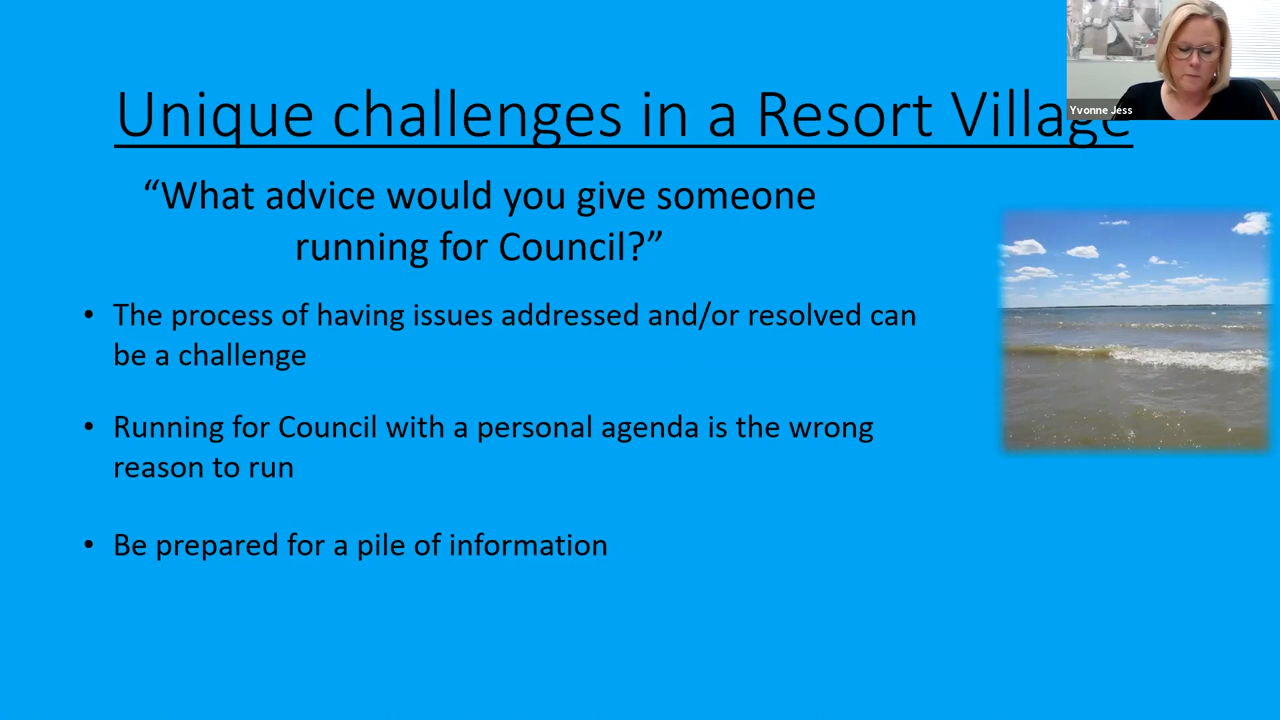 Unique challenges in a Resort Village
Yvonne Jess
“What advice would you give someone
running for Council?”
• The process of having issues addressed and/or resolved can
be a challenge
• Running for Council with a personal agenda is the wrong
reason to run
• Be prepared for a pile of information